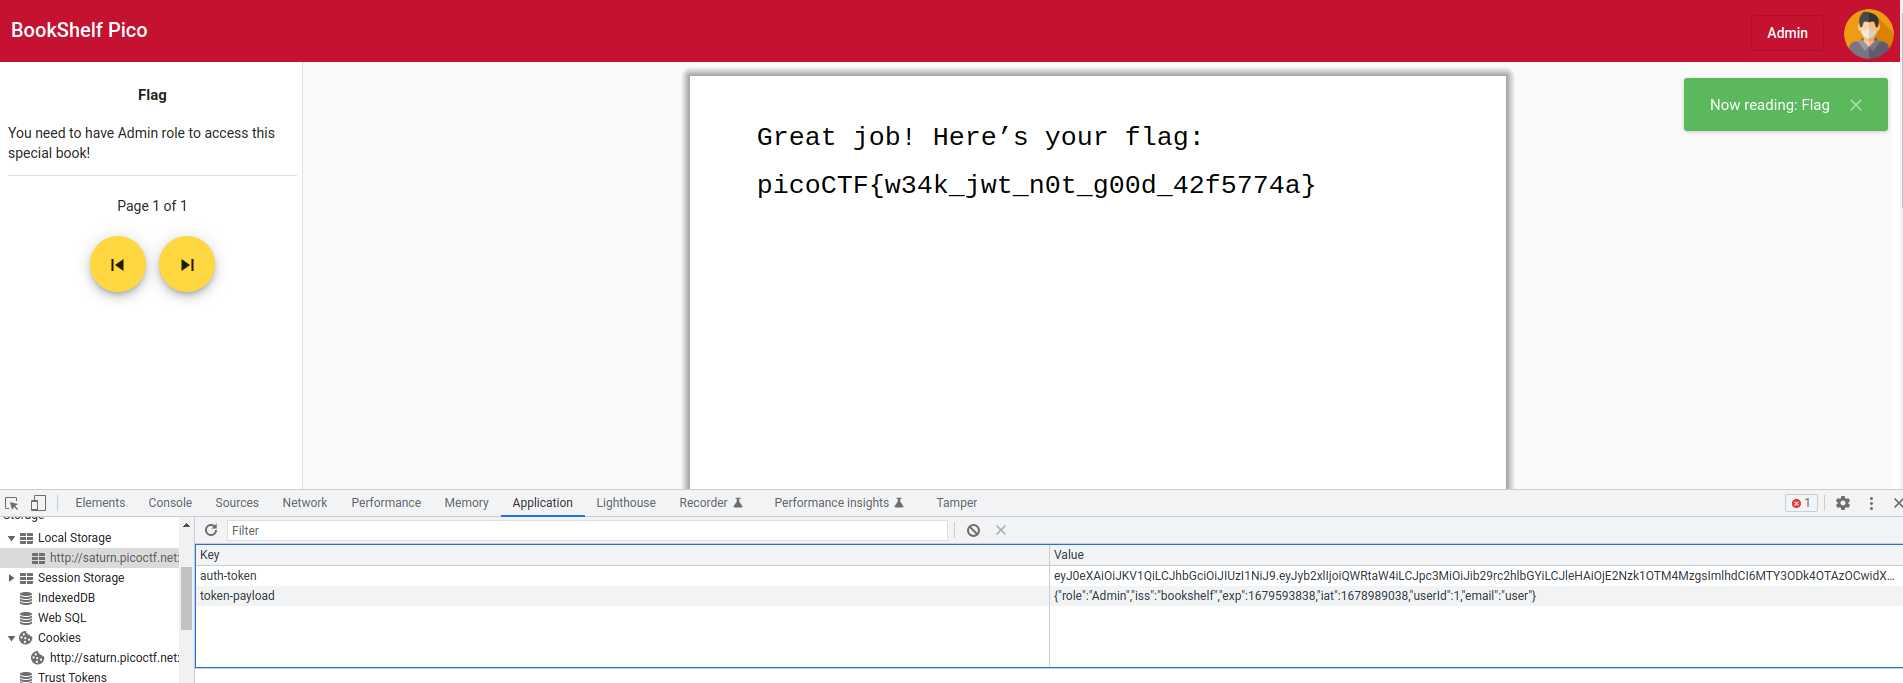 BookShelf Pico
Admin
Flag
You need to have Admin role to access this
special book!
Page 1 of 1
Great job! Here’s your flag:
picoCTF{w34k_jwt_n0t_g00d_42f5774a}
Now reading: Flag
Elements Console Sources Network Performance Memory Application Lighthouse Recorder Performance insights Tamper 1
Storage
Local Storage
http://saturn.picoctf.net:
Session Storage
IndexedDB
Web SQL
Cookies
http://saturn.picoctf.net:
Trust Tokens
Filter
Key Value
auth-token eyJ0eXAiOiJKV1QiLCJhbGciOiJIUzI1NiJ9.eyJyb2xlIjoiQWRtaW4iLCJpc3MiOiJib29rc2hlbGYiLCJleHAiOjE2Nzk1OTM4MzgsImlhdCI6MTY3ODk4OTAzOCwidX...
token-payload {"role":"Admin","iss":"bookshelf","exp":1679593838,"iat":1678989038,"userId":1,"email":"user"}